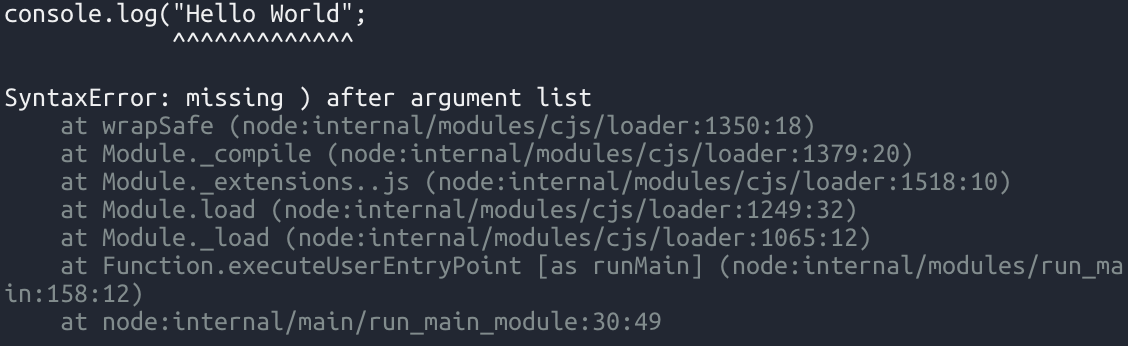 console.log("Hello World";
            ^^^^^^^^^^^^^

SyntaxError: missing ) after argument list
    at wrapSafe (node:internal/modules/cjs/loader:1350:18)
    at Module._compile (node:internal/modules/cjs/loader:1379:20)
    at Module._extensions..js (node:internal/modules/cjs/loader:1518:10)
    at Module.load (node:internal/modules/cjs/loader:1249:32)
    at Module._load (node:internal/modules/cjs/loader:1065:12)
    at Function.executeUserEntryPoint [as runMain] (node:internal/modules/run_ma
in:158:12)
    at node:internal/main/run_main_module:30:49